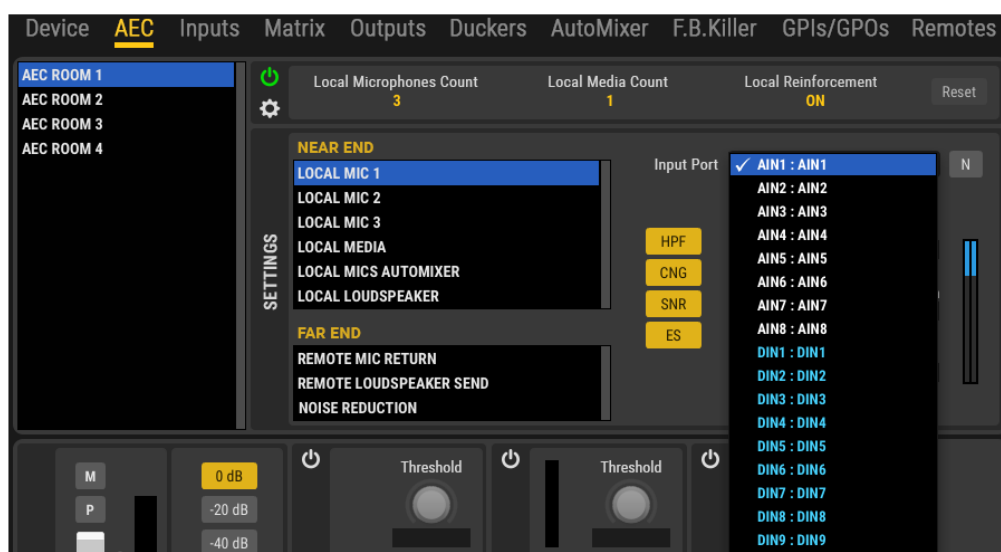 Device AEC Inputs Matrix Outputs Duckers AutoMixer F.B.Killer GPIs/GPOs Remotes
AEC ROOM 1
AEC ROOM 2
AEC ROOM 3
AEC ROOM 4
Local Microphones Count
3
Local Media Count
1
Local Reinforcement
ON
Reset
SETTINGS
NEAR END
LOCAL MIC 1
LOCAL MIC 2
LOCAL MIC 3
LOCAL MEDIA
LOCAL MICS AUTOMIXER
LOCAL LOUDSPEAKER
FAR END
REMOTE MIC RETURN
REMOTE LOUDSPEAKER SEND
NOISE REDUCTION
HPF
CNG
SNR
ES
Input Port
AIN1 : AIN1
AIN2 : AIN2
AIN3 : AIN3
AIN4 : AIN4
AIN5 : AIN5
AIN6 : AIN6
AIN7 : AIN7
AIN8 : AIN8
DIN1 : DIN1
DIN2 : DIN2
DIN3 : DIN3
DIN4 : DIN4
DIN5 : DIN5
DIN6 : DIN6
DIN7 : DIN7
DIN8 : DIN8
DIN9 : DIN9
N
M
P
0 dB
-20 dB
-40 dB
Threshold
Threshold